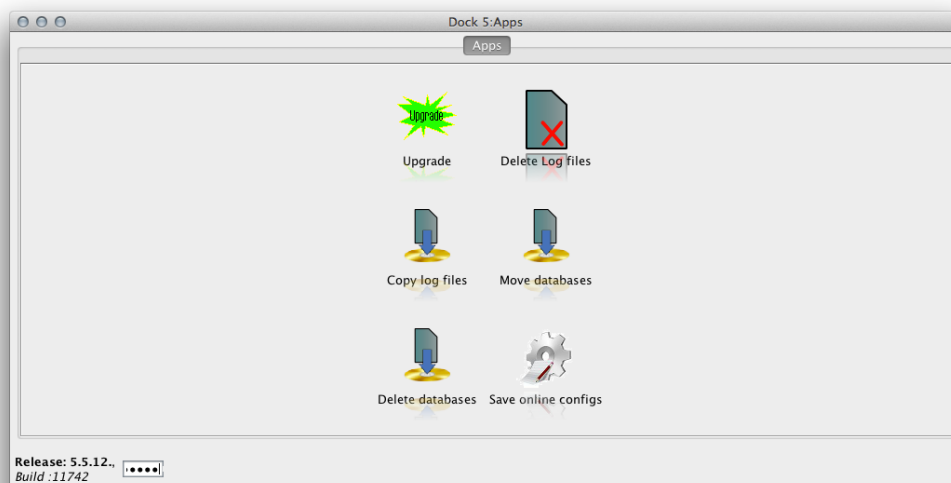 Dock 5:Apps
Apps
Upgrade
Upgrade
Delete Log files
Copy log files
Move databases
Delete databases
Save online configs
Release: 5.5.12.,
Build :11742